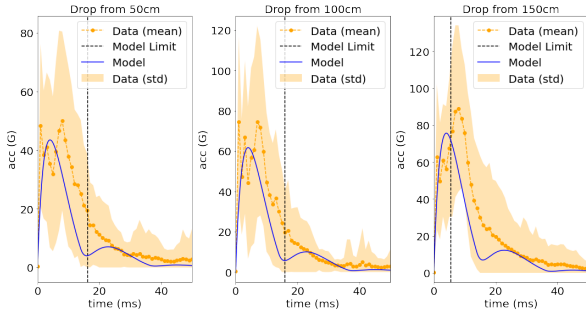 Drop from 50cm
Data (mean)
Model Limit
Model
Data (std)
acc (G)
80
60
40
20
0
0
20
40
time (ms)
Drop from 100cm
Data (mean)
Model Limit
Model
Data (std)
acc (G)
120
100
80
60
40
20
0
0
20
40
time (ms)
Drop from 150cm
Data (mean)
Model Limit
Model
Data (std)
acc (G)
120
100
80
60
40
20
0
0
20
40
time (ms)